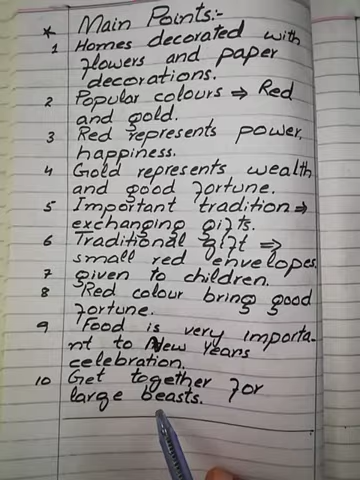 * Main Points:-
1 Homes decorated with
flowers and paper
decorations.
2 Popular colours ⇒ Red
and gold.
3 Red represents power,
happiness.
4 Gold represents wealth
and good fortune.
5 Important tradition ⇒
exchanging gifts.
6 Traditional gift ⇒
small red envelopes.
7 given to children.
8 Red colour bring good
fortune.
9 Food is very importa-
nt to New Years
celebration.
10 Get together for
large beasts.